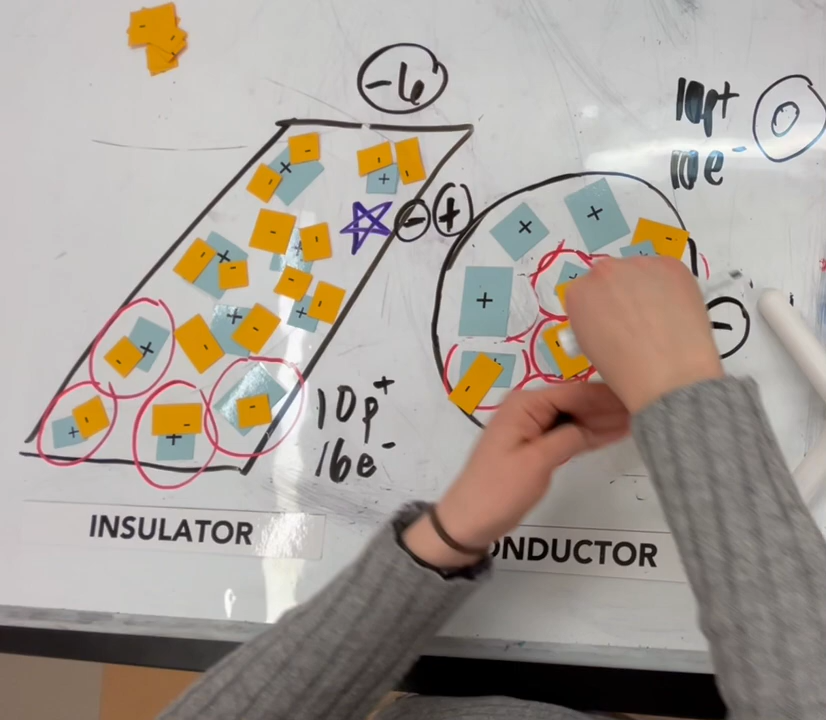 -6
10p+
10e-
0
- +
-
10p+
16e-
INSULATOR
ONDUCTOR